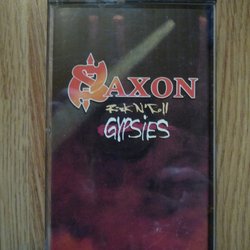 SAXON
Rock 'N' Roll
GYPSIES